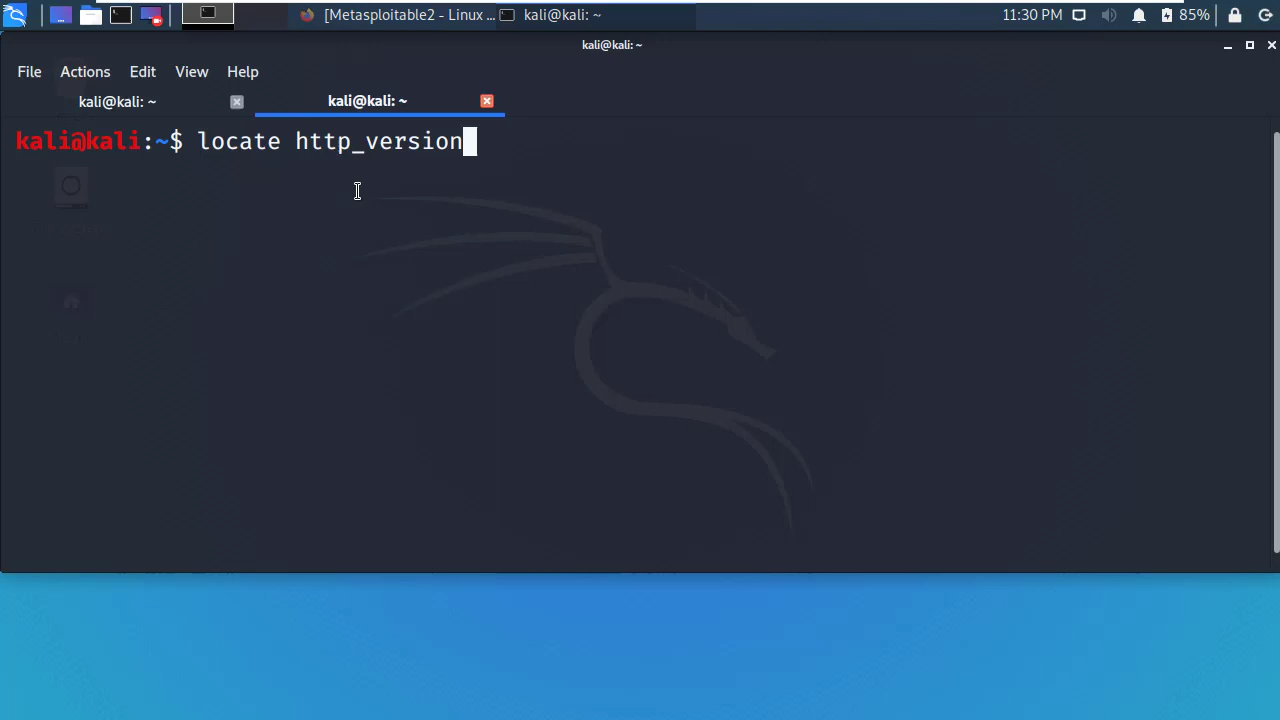 [Metasploitable2 - Linux ... kali@kali: ~ 11:30 PM 85%
kali@kali: ~
File Actions Edit View Help
kali@kali: ~ kali@kali: ~
kali@kali:~$ locate http_version